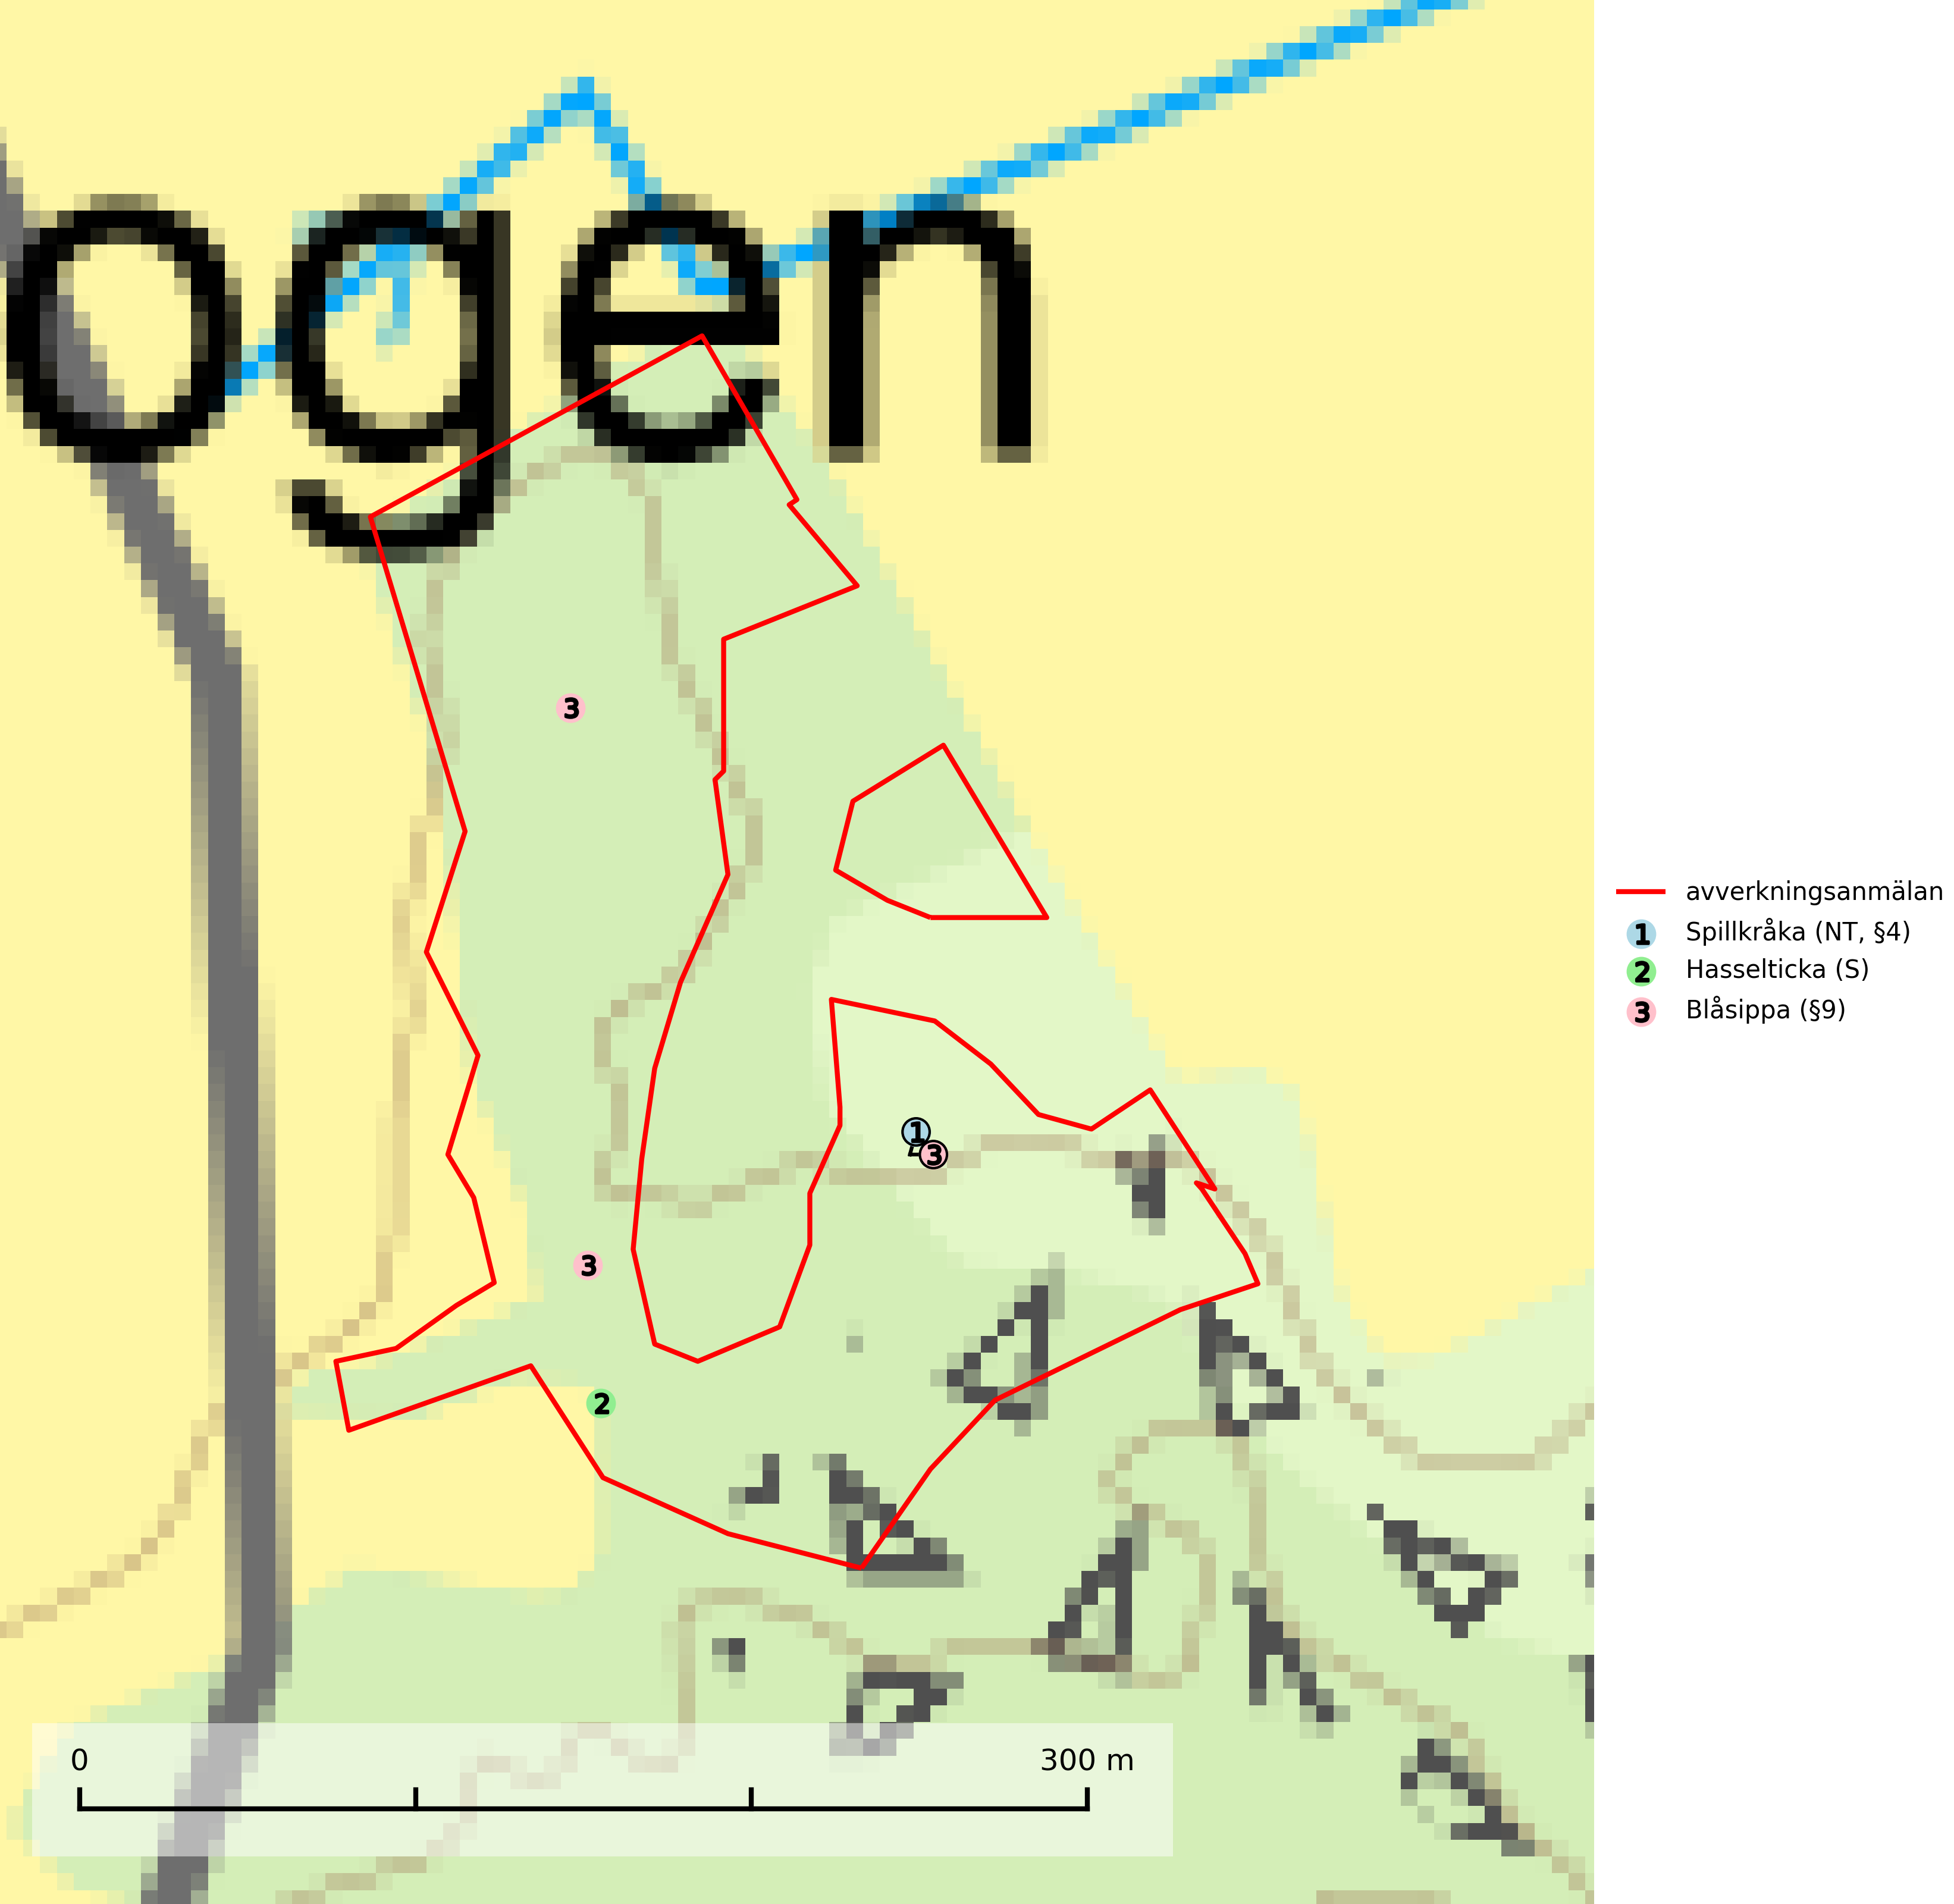 ogen
3
1
3
3
2
0
300 m
avverkningsanmälan
1 Spillkråka (NT, §4)
2 Hasselticka (S)
3 Blåsippa (§9)